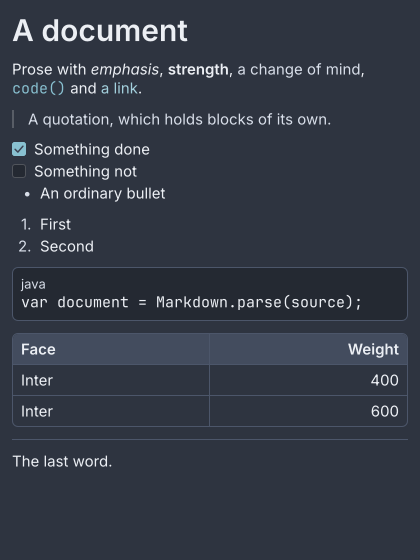 A document
Prose with emphasis, strength, a change of mind,
code() and a link.
A quotation, which holds blocks of its own.
Something done
Something not
• An ordinary bullet
1. First
2. Second
java
var document = Markdown.parse(source);
Face Weight
Inter 400
Inter 600
The last word.